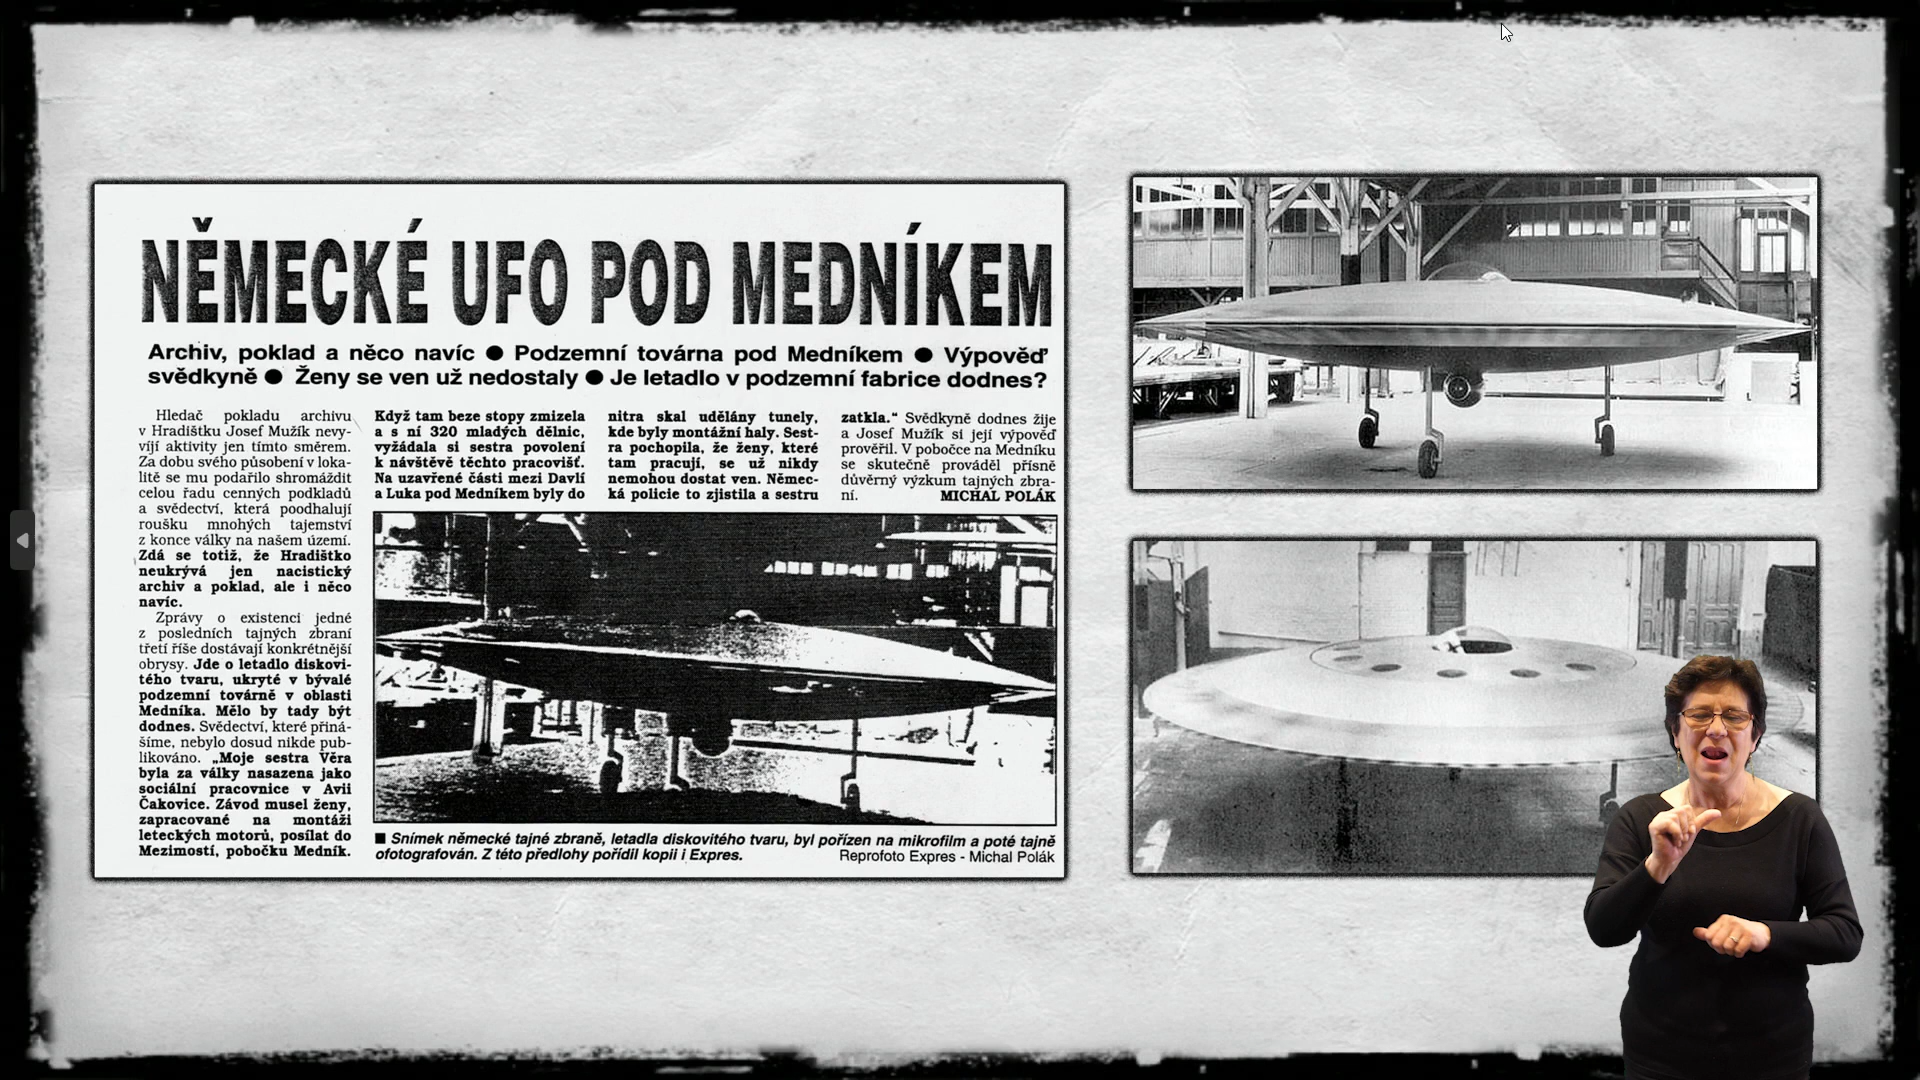 NĚMECKÉ UFO POD MEDNÍKEM
Archiv, poklad a něco navíc ● Podzemní továrna pod Medníkem ● Výpověď
svědkyně ● Ženy se ven už nedostaly ● Je letadlo v podzemní fabrice dodnes?
Hledač pokladu archivu
v Hradištku Josef Mužík nevy-
víjí aktivity jen tímto směrem.
Za dobu svého působení v loka-
litě se mu podařilo shromáždit
celou řadu cenných podkladů
a svědectví, která poodhalují
roušku mnohých tajemství
z konce války na našem území.
Zdá se totiž, že Hradištko
neukrývá jen nacistický
archiv a poklad, ale i něco
navíc.
Zprávy o existenci jedné
z posledních tajných zbraní
třetí říše dostávají konkrétnější
obrysy. Jde o letadlo diskovi-
tého tvaru, ukryté v bývalé
podzemní továrně v oblasti
Medníka. Mělo by tady být
dodnes. Svědectví, které přiná-
šíme, nebylo dosud nikde pub-
likováno. „Moje sestra Věra
byla za války nasazena jako
sociální pracovnice v Avii
Čakovice. Závod musel ženy,
zapracované na montáži
leteckých motorů, posílat do
Mezimostí, pobočku Medník.
Když tam beze stopy zmizela
a s ní 320 mladých dělnic,
vyžádala si sestra povolení
k návštěvě těchto pracovišť.
Na uzavřené části mezi Davlí
a Luka pod Medníkem byly do
nitra skal udělány tunely,
kde byly montážní haly. Sest-
ra pochopila, že ženy, které
tam pracují, se už nikdy
nemohou dostat ven. Němec-
ká policie to zjistila a sestru
zatkla.“ Svědkyně dodnes žije
a Josef Mužík si její výpověď
prověřil. V pobočce na Medníku
se skutečně prováděl přísně
důvěrný výzkum tajných zbra-
ní. MICHAL POLÁK
■ Snímek německé tajné zbraně, letadla diskovitého tvaru, byl pořízen na mikrofilm a poté tajně
ofotografován. Z této předlohy pořídil kopii i Expres. Reprofoto Expres - Michal Polák